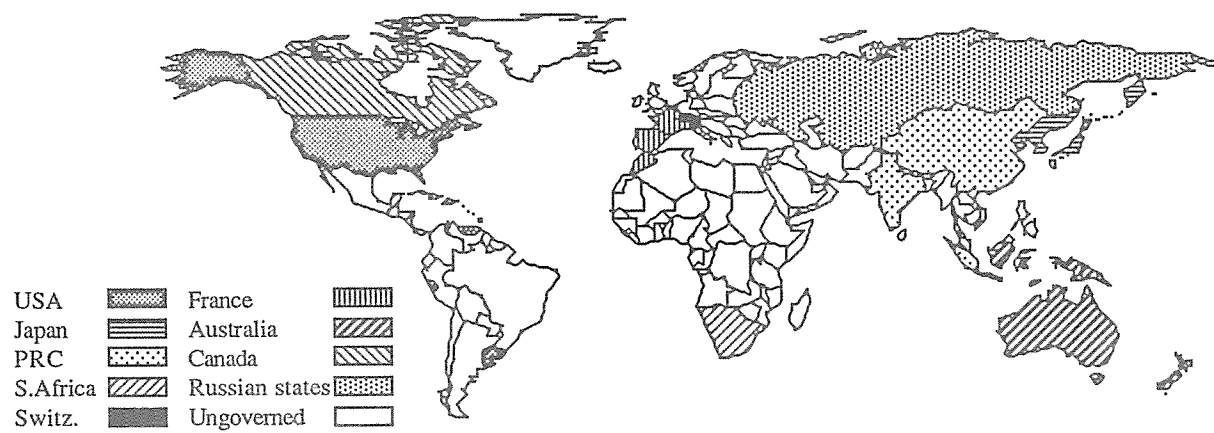 USA France
Japan Australia
PRC Canada
S.Africa Russian states
Switz. Ungoverned